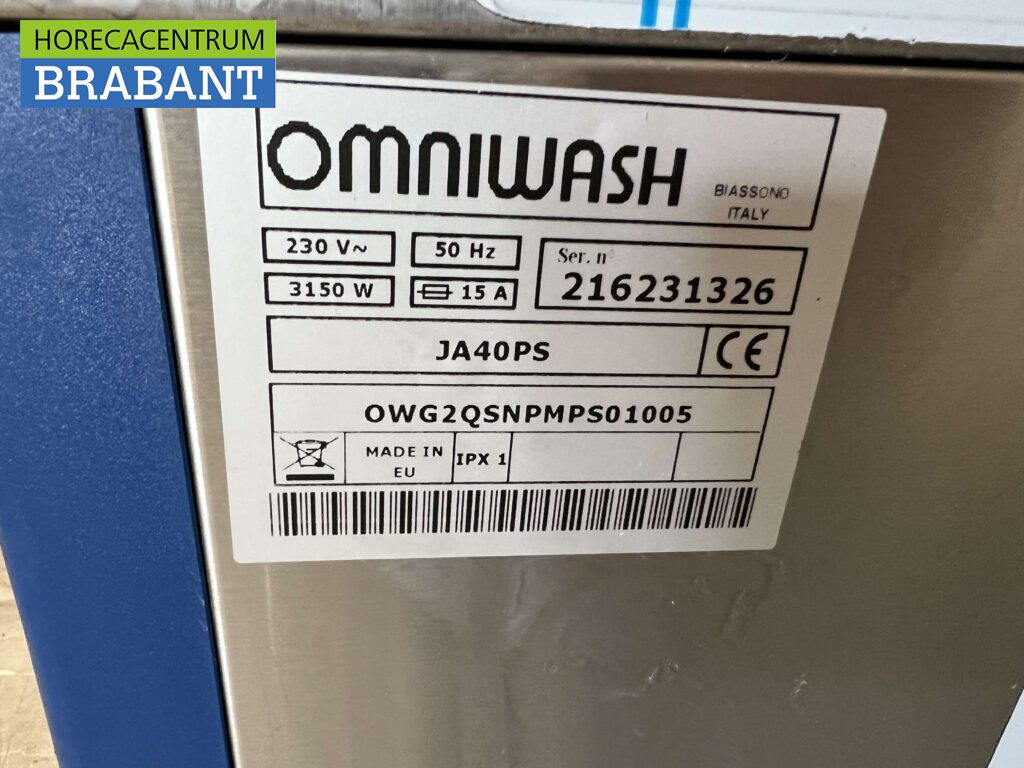 HORECACENTRUM
BRABANT
OMNIWASH
BIASSONO
ITALY
230 V~
50 Hz
Ser. n°
216231326
3150 W
15 A
JA40PS
CE
OWG2QSNPMPS01005
MADE IN
EU
IPX 1